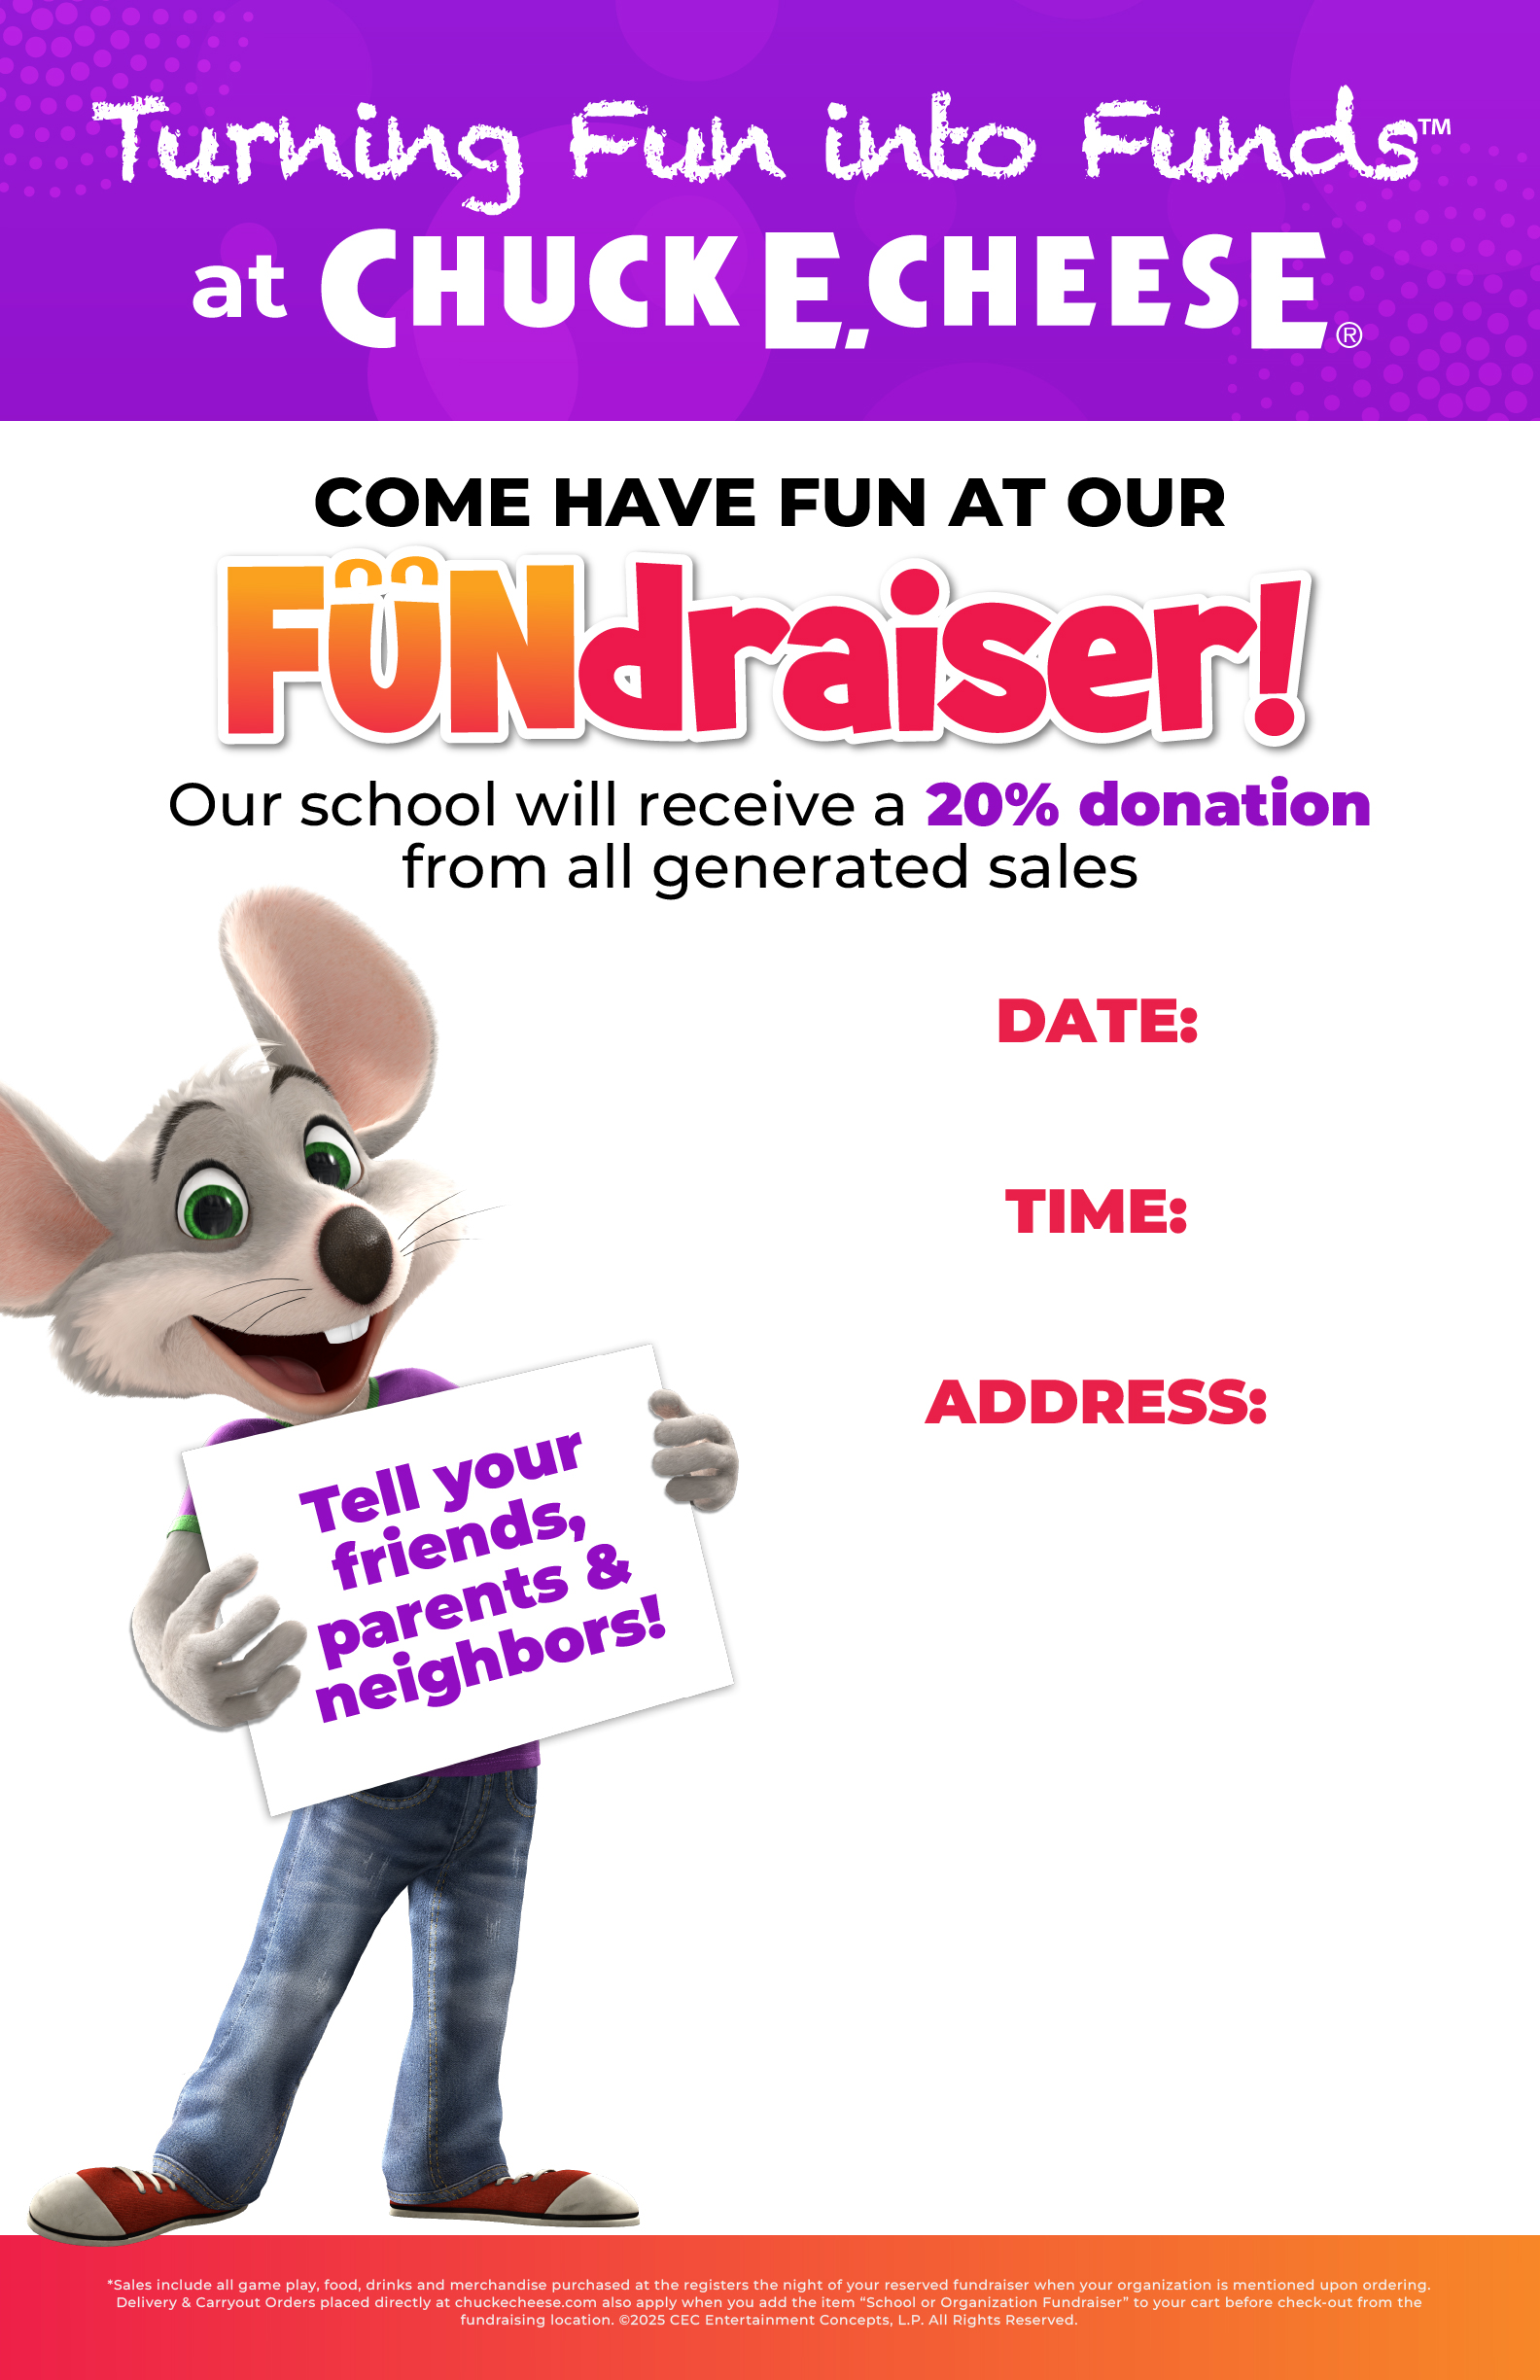 Turning Fun into Funds™
at CHUCK E. CHEESE®
COME HAVE FUN AT OUR
FÜNdraiser!
Our school will receive a 20% donation
from all generated sales
DATE:
TIME:
ADDRESS:
Tell your
friends,
parents &
neighbors!
*Sales include all game play, food, drinks and merchandise purchased at the registers the night of your reserved fundraiser when your organization is mentioned upon ordering.
Delivery & Carryout Orders placed directly at chuckecheese.com also apply when you add the item “School or Organization Fundraiser” to your cart before check-out from the
fundraising location. ©2025 CEC Entertainment Concepts, L.P. All Rights Reserved.